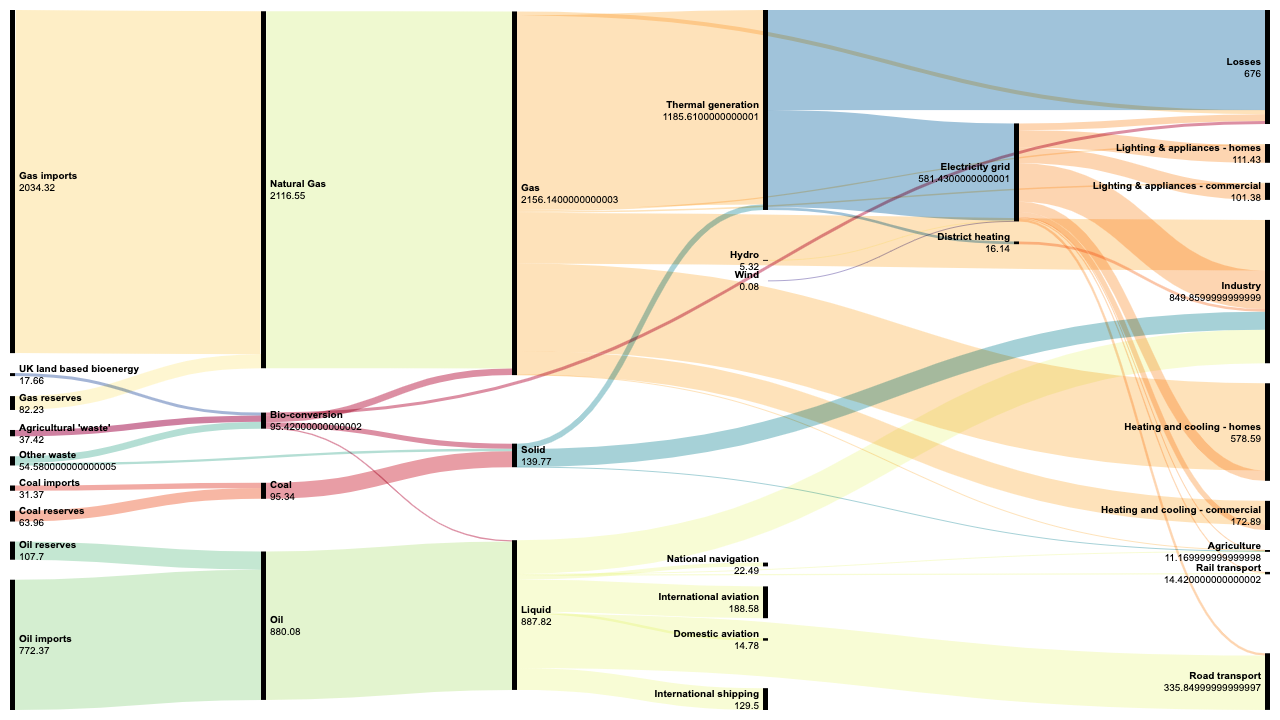 Gas imports
2034.32
UK land based bioenergy
17.66
Gas reserves
82.23
Agricultural 'waste'
37.42
Other waste
54.580000000000005
Coal imports
31.37
Coal reserves
63.96
Oil reserves
107.7
Oil imports
772.37
Natural Gas
2116.55
Bio-conversion
95.42000000000002
Coal
95.34
Oil
880.08
Gas
2156.1400000000003
Solid
139.77
Liquid
887.82
Thermal generation
1185.6100000000001
Hydro
5.32
Wind
0.08
National navigation
22.49
International aviation
188.58
Domestic aviation
14.78
International shipping
129.5
Electricity grid
581.4300000000001
District heating
16.14
Losses
676
Lighting & appliances - homes
111.43
Lighting & appliances - commercial
101.38
Industry
849.8599999999999
Heating and cooling - homes
578.59
Heating and cooling - commercial
172.89
Agriculture
11.169999999999998
Rail transport
14.420000000000002
Road transport
335.84999999999997